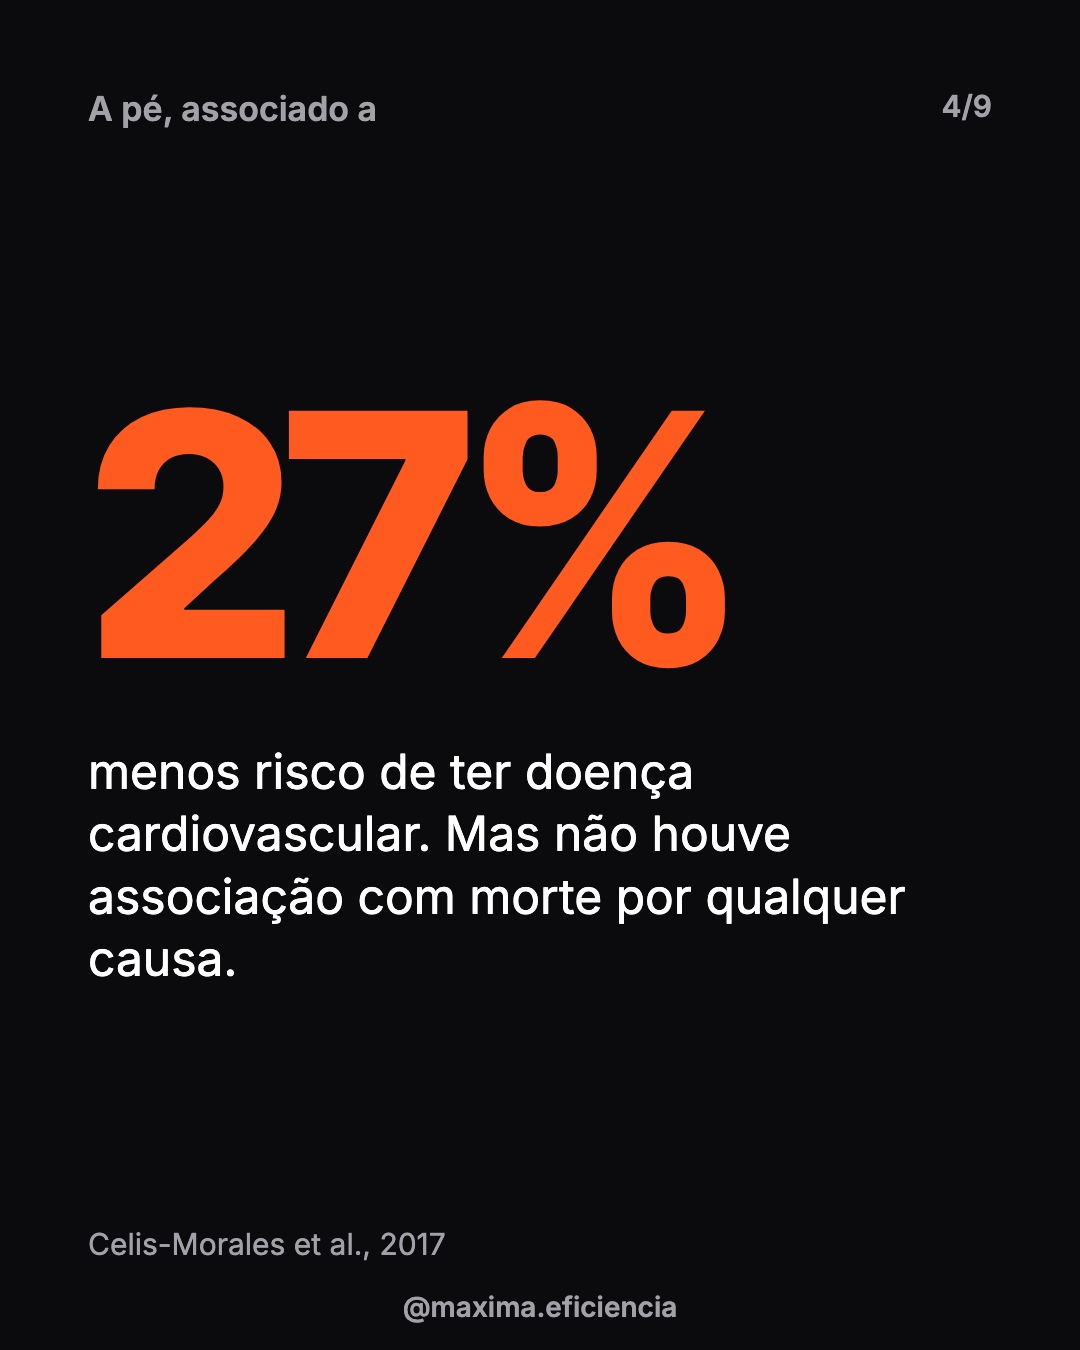 A pé, associado a
4/9
27%
menos risco de ter doença
cardiovascular. Mas não houve
associação com morte por qualquer
causa.
Celis-Morales et al., 2017
@maxima.eficiencia